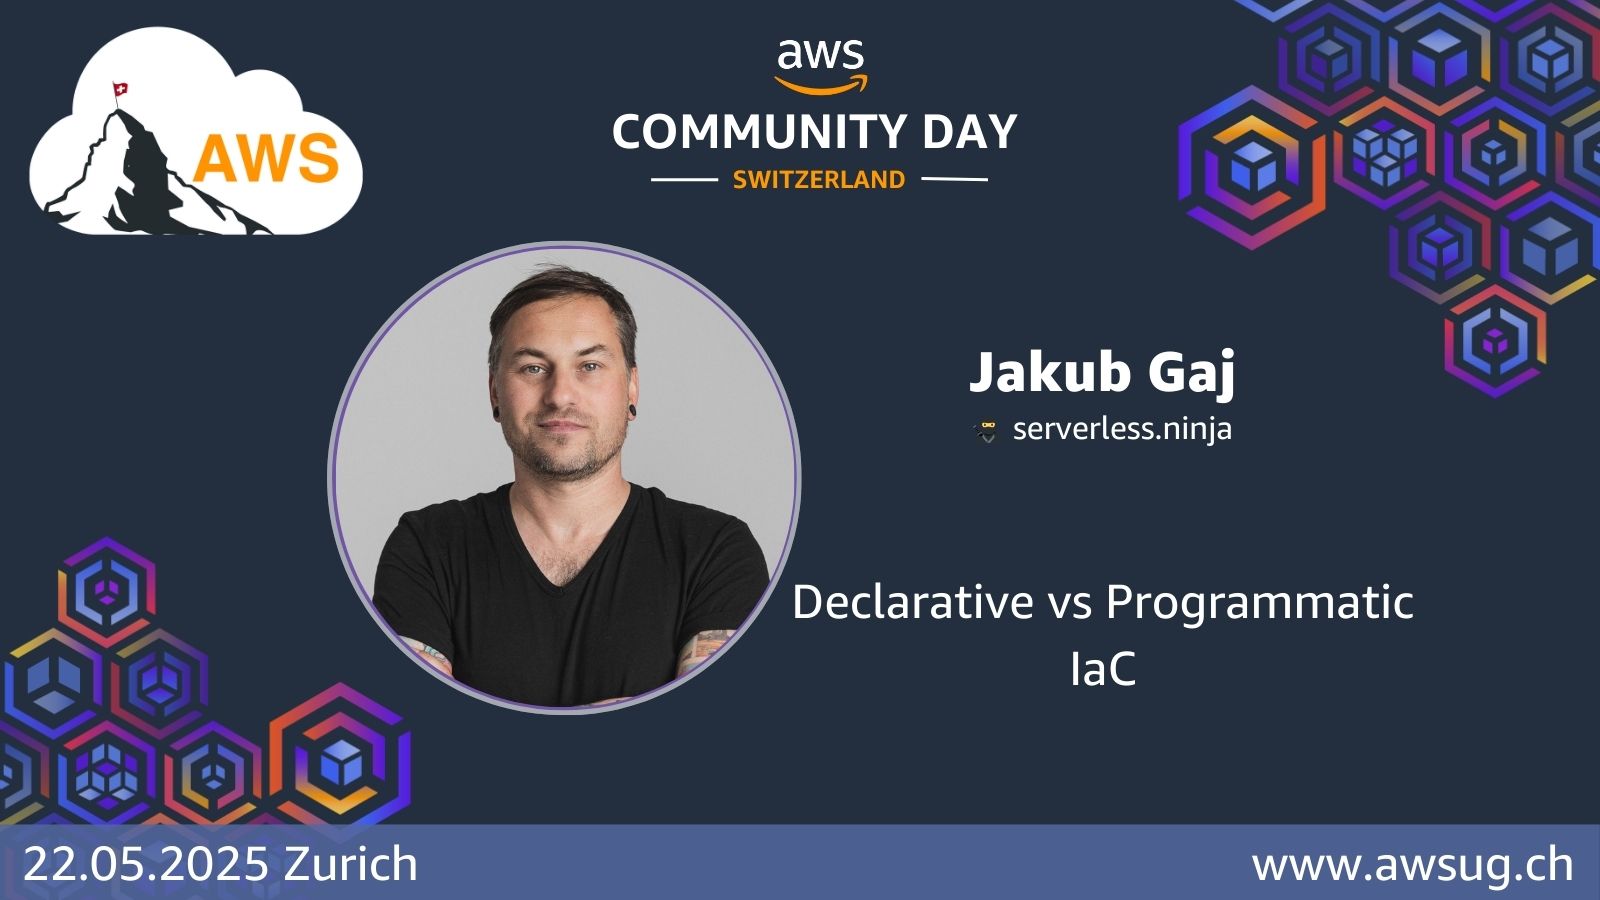 AWS
aws
COMMUNITY DAY
SWITZERLAND
Jakub Gaj
serverless.ninja
Declarative vs Programmatic
IaC
22.05.2025 Zurich
www.awsug.ch